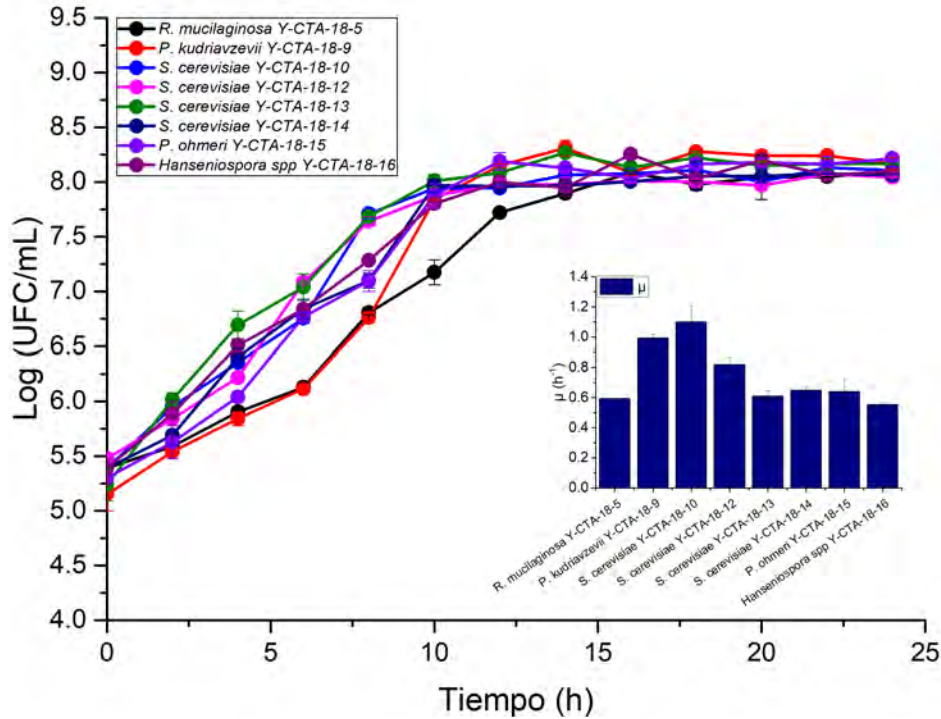 9.5
9.0
8.5
8.0
7.5
7.0
6.5
6.0
5.5
5.0
4.5
4.0
Log (UFC/mL)
R. mucilaginosa Y-CTA-18-5
P. kudriavzevii Y-CTA-18-9
S. cerevisiae Y-CTA-18-10
S. cerevisiae Y-CTA-18-12
S. cerevisiae Y-CTA-18-13
S. cerevisiae Y-CTA-18-14
P. ohmeri Y-CTA-18-15
Hanseniospora spp Y-CTA-18-16
1.4
1.2
1.0
0.8
0.6
0.4
0.2
0.0
μ (h⁻¹)
μ
R. mucilaginosa Y-CTA-18-5
P. kudriavzevii Y-CTA-18-9
S. cerevisiae Y-CTA-18-10
S. cerevisiae Y-CTA-18-12
S. cerevisiae Y-CTA-18-13
S. cerevisiae Y-CTA-18-14
P. ohmeri Y-CTA-18-15
Hanseniospora spp Y-CTA-18-16
0 5 10 15 20 25
Tiempo (h)